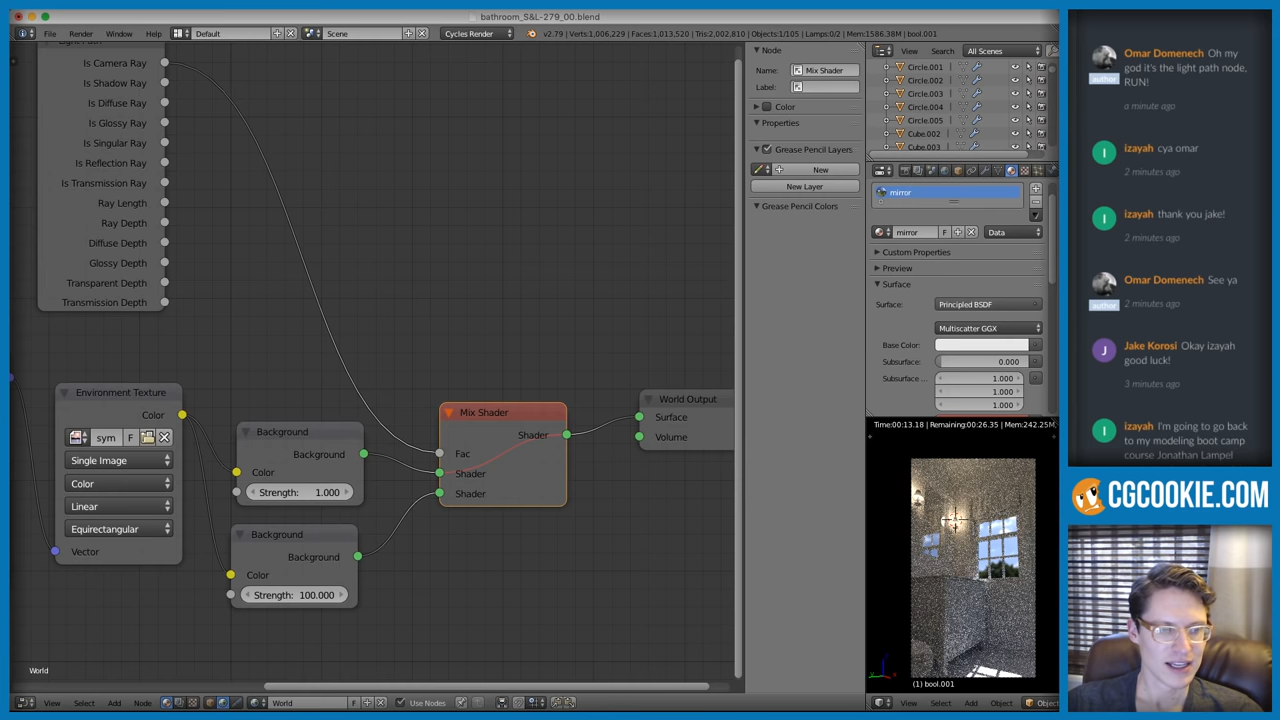 bathroom_S&L-279_00.blend
File Render Window Help Default Scene Cycles Render v2.79 | Verts:1,006,229 | Faces:1,013,520 | Tris:2,002,810 | Objects:1/105 | Lamps:0/2 | Mem:1586.38M | bool.001
Light Path
Is Camera Ray
Is Shadow Ray
Is Diffuse Ray
Is Glossy Ray
Is Singular Ray
Is Reflection Ray
Is Transmission Ray
Ray Length
Ray Depth
Diffuse Depth
Glossy Depth
Transparent Depth
Transmission Depth
Environment Texture
Color
sym F
Single Image
Color
Linear
Equirectangular
Vector
Background
Background
Color
Strength: 1.000
Background
Background
Color
Strength: 100.000
Mix Shader
Shader
Fac
Shader
Shader
World Output
Surface
Volume
World
View Select Add Node World F Use Nodes
Node
Name: Mix Shader
Label:
Color
Properties
Grease Pencil Layers
New
New Layer
Grease Pencil Colors
View Search All Scenes
Circle.001
Circle.002
Circle.003
Circle.004
Circle.005
Cube.002
Cube.003
mirror
mirror F Data
Custom Properties
Preview
Surface
Surface: Principled BSDF
Multiscatter GGX
Base Color:
Subsurface: 0.000
Subsurface ... 1.000
1.000
1.000
Time:00:13.18 | Remaining:00:26.35 | Mem:242.25M,
(1) bool.001
View Select Add Object
Omar Domenech Oh my
god it's the light path node,
RUN!
author
a minute ago
I
izayah cya omar
2 minutes ago
I
izayah thank you jake!
2 minutes ago
Omar Domenech See ya
author
2 minutes ago
J
Jake Korosi Okay izayah
good luck!
3 minutes ago
I
izayah I'm going to go back
to my modeling boot camp
course Jonathan Lampel
CGCOOKIE.COM